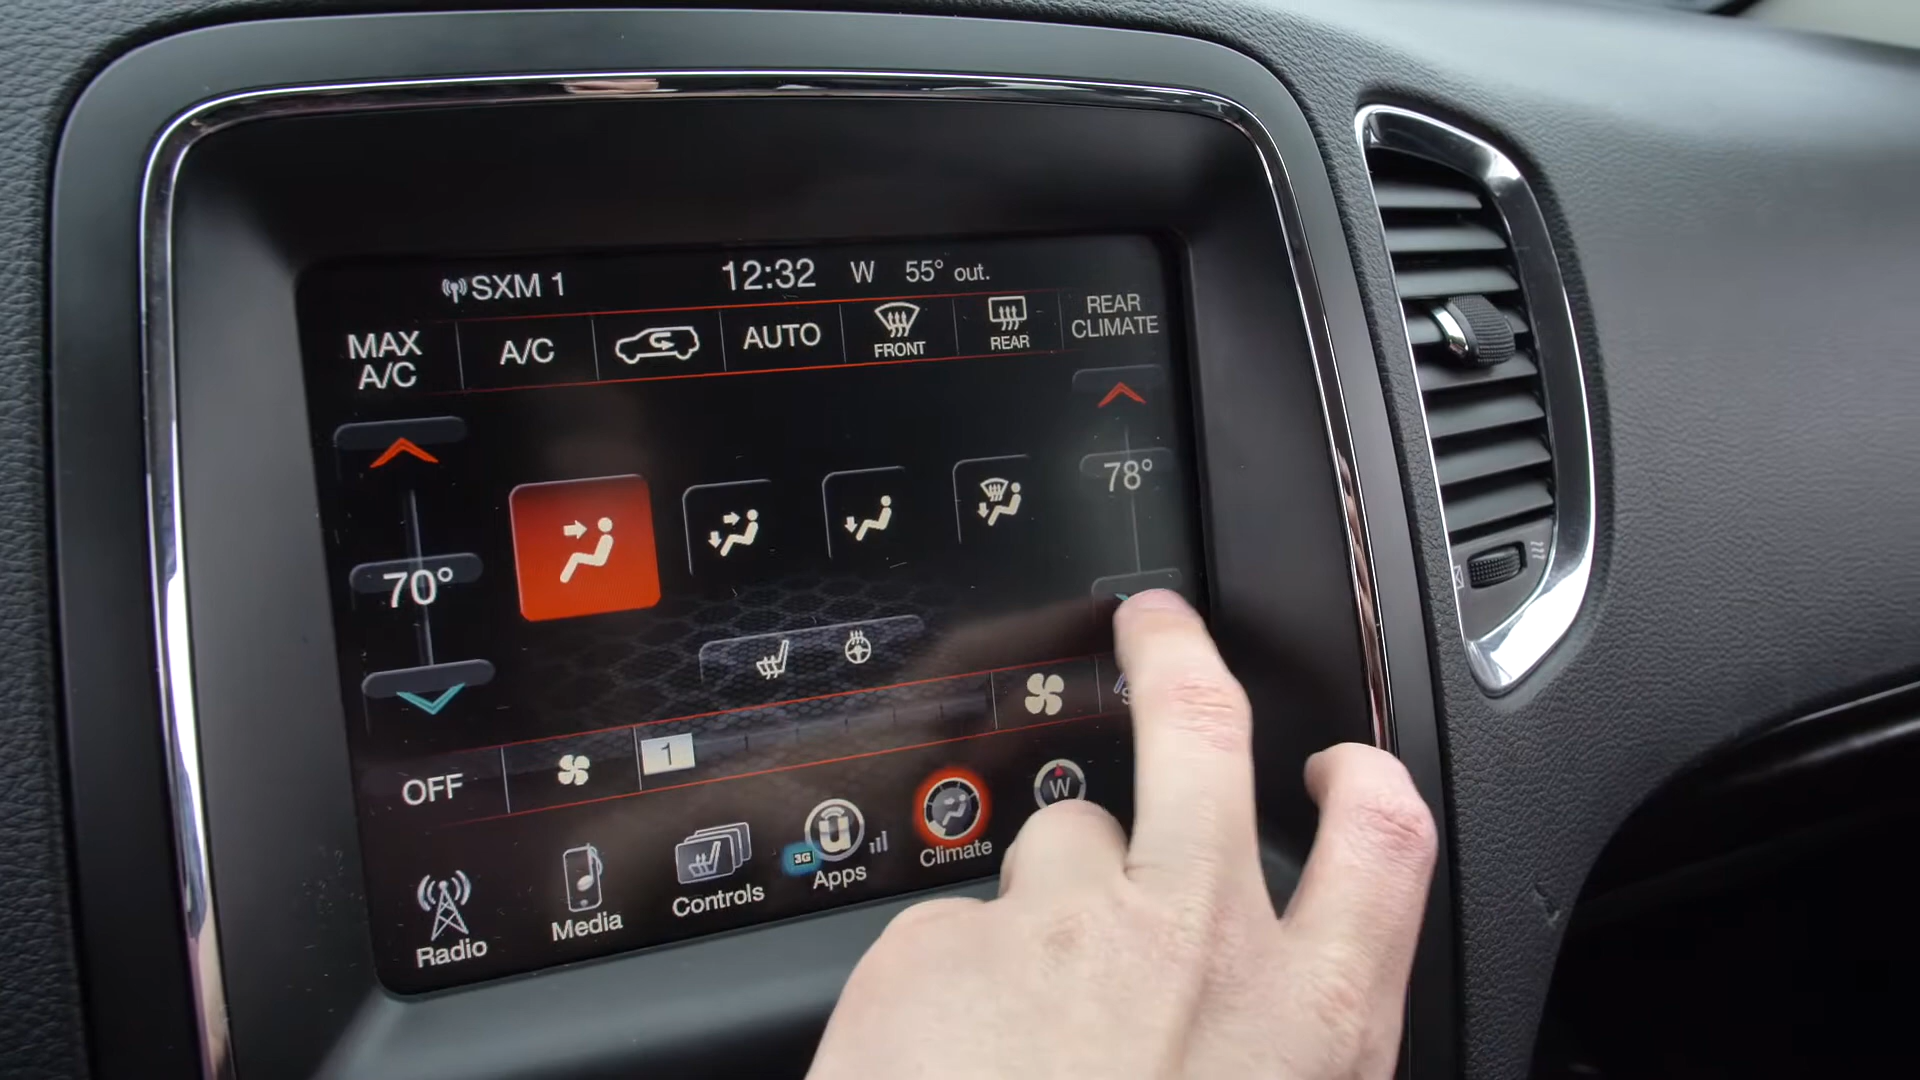 SXM 1 12:32 W 55° out.
MAX A/C
A/C
AUTO
FRONT
REAR
REAR CLIMATE
78°
70°
OFF
1
W
Radio
Media
Controls
3G
Apps
Climate